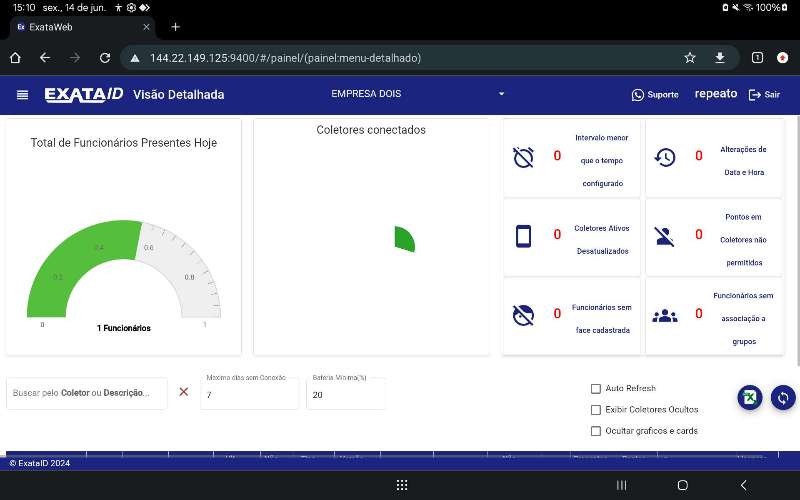 15:10 sex., 14 de jun.
100%
ExataWeb
144.22.149.125:9400/#/painel/(painel:menu-detalhado)
1
EXATAID Visão Detalhada
EMPRESA DOIS
Suporte
repeato
Sair
Total de Funcionários Presentes Hoje
0
0.2
0.4
0.6
0.8
1
1 Funcionários
Coletores conectados
0
Intervalo menor
que o tempo
configurado
0
Alterações de
Data e Hora
0
Coletores Ativos
Desatualizados
0
Pontos em
Coletores não
permitidos
0
Funcionários sem
face cadastrada
0
Funcionários sem
associação a
grupos
Buscar pelo Coletor ou Descrição...
Máximo dias sem Conexão
7
Bateria Mínima(%)
20
Auto Refresh
Exibir Coletores Ocultos
Ocultar graficos e cards
© ExataID 2024